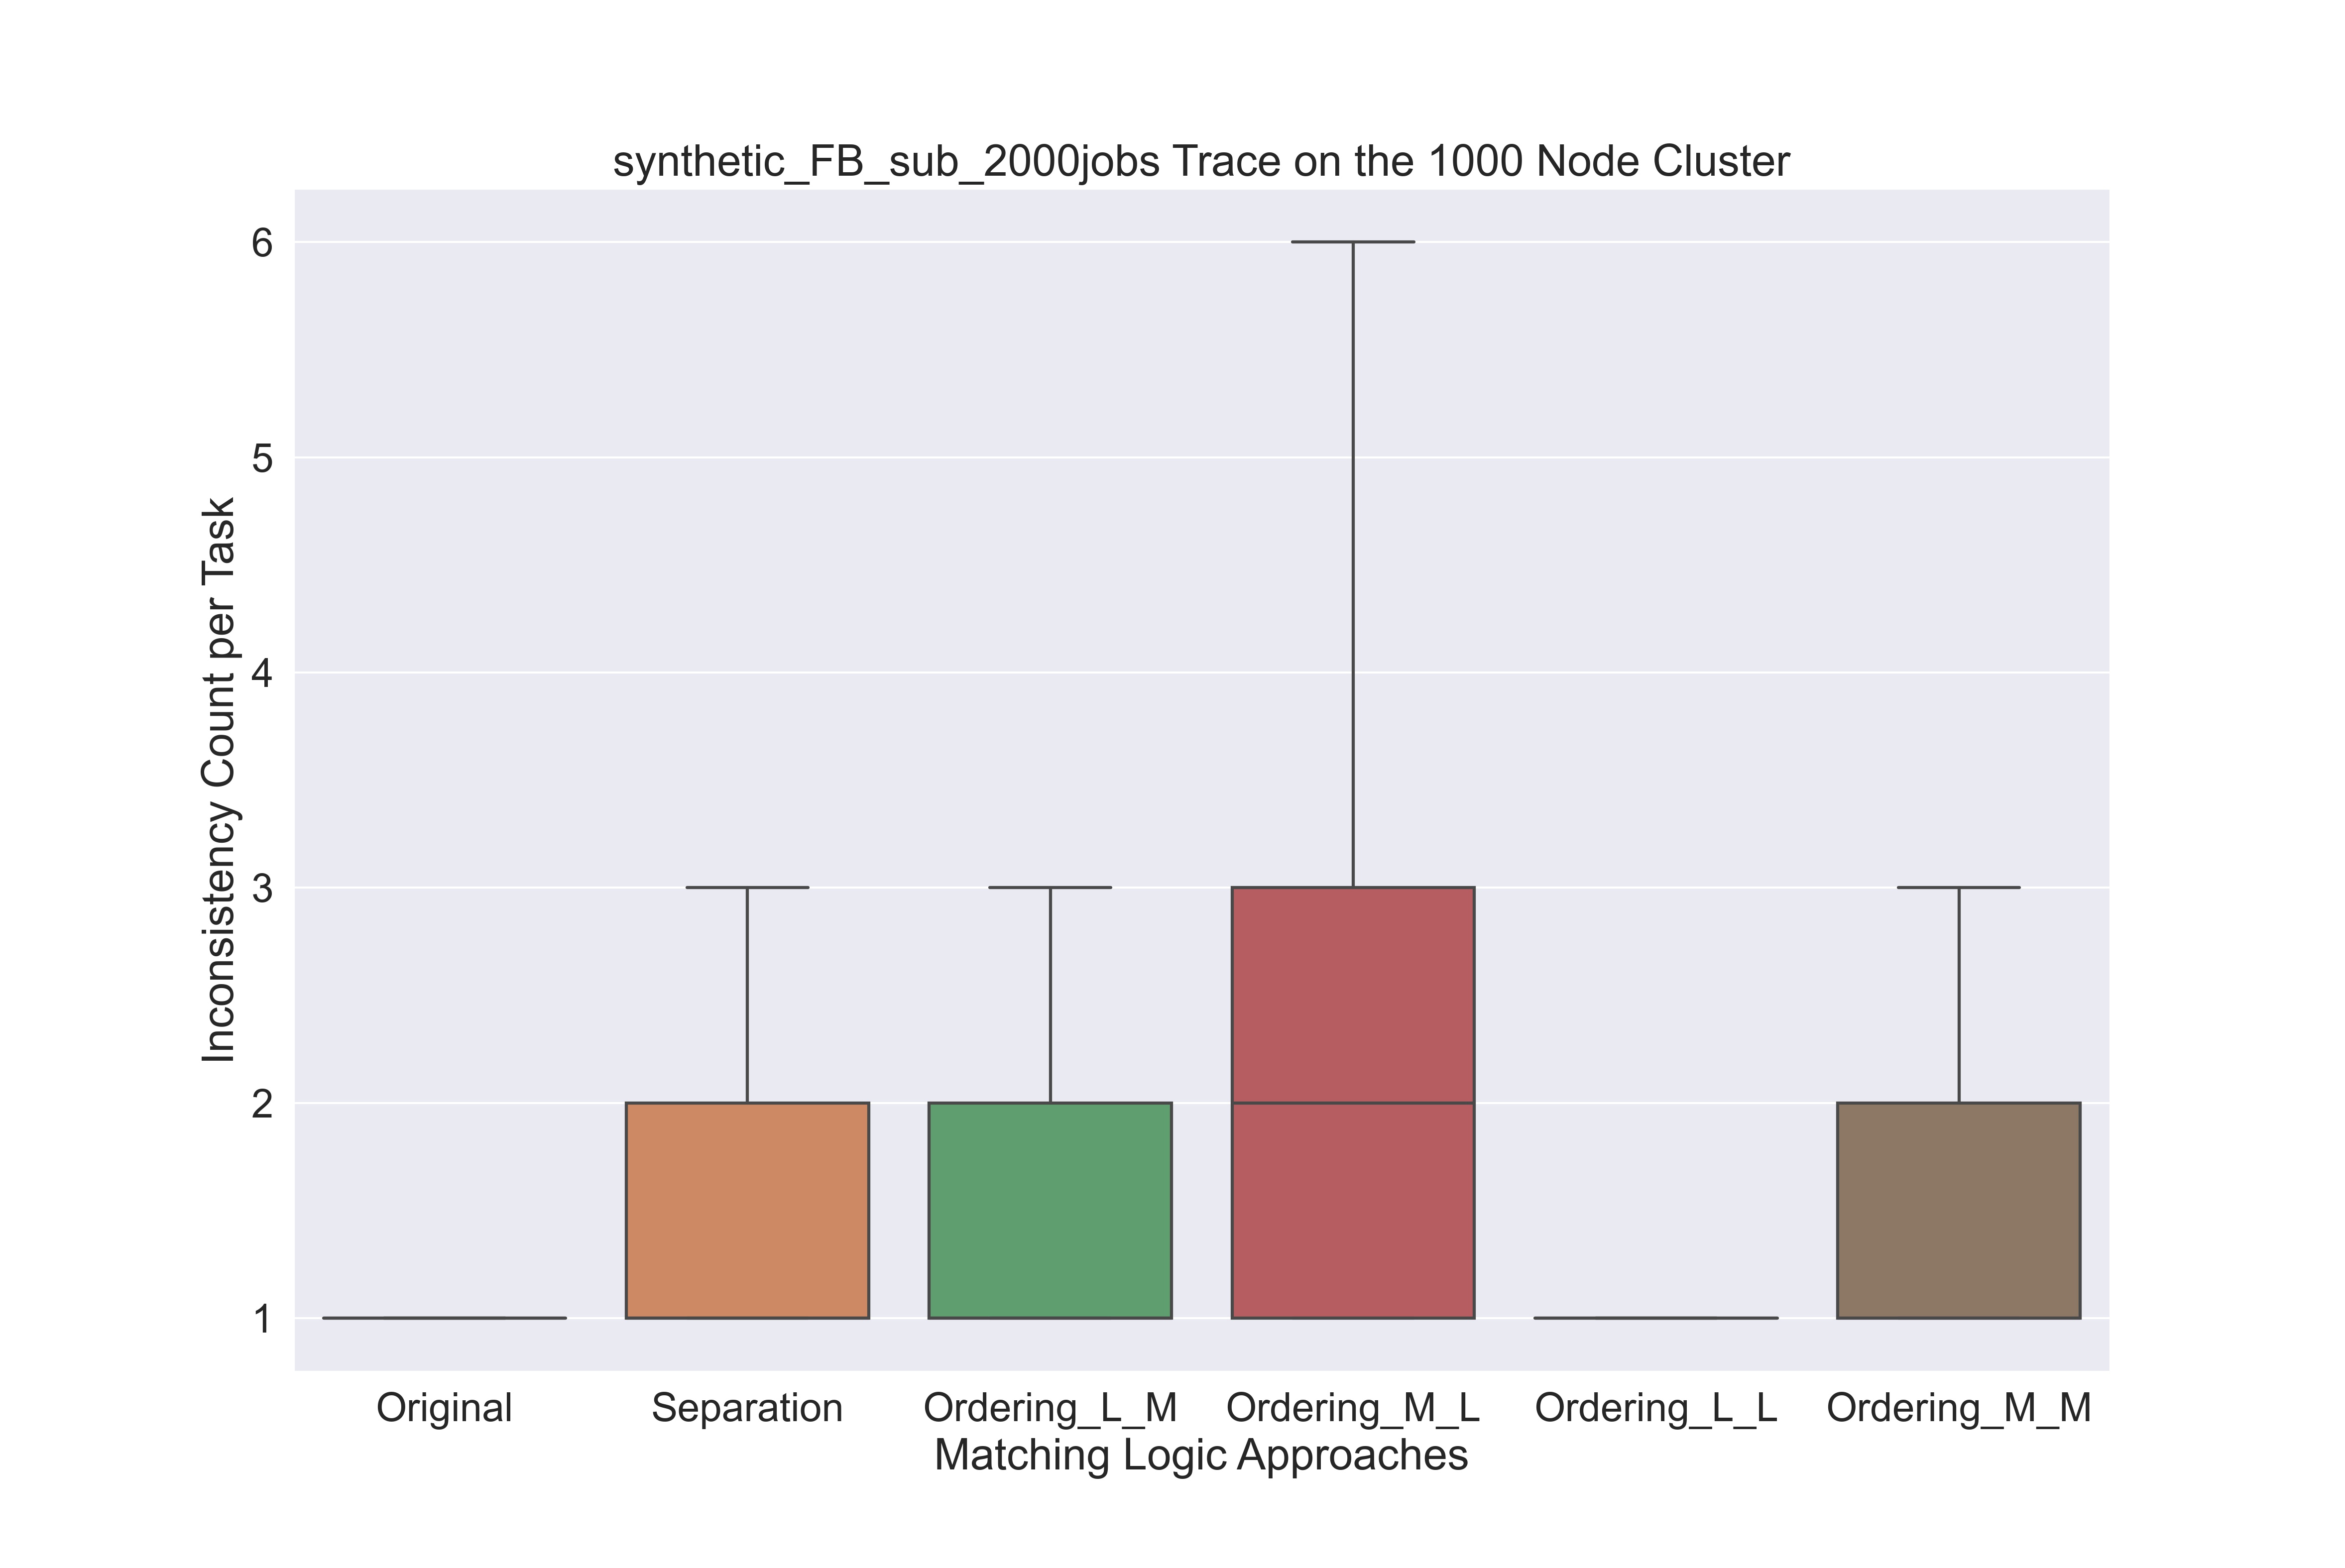 synthetic_FB_sub_2000jobs Trace on the 1000 Node Cluster
Inconsistency Count per Task
6
5
4
3
2
1
Original Separation Ordering_L_M Ordering_M_L Ordering_L_L Ordering_M_M
Matching Logic Approaches